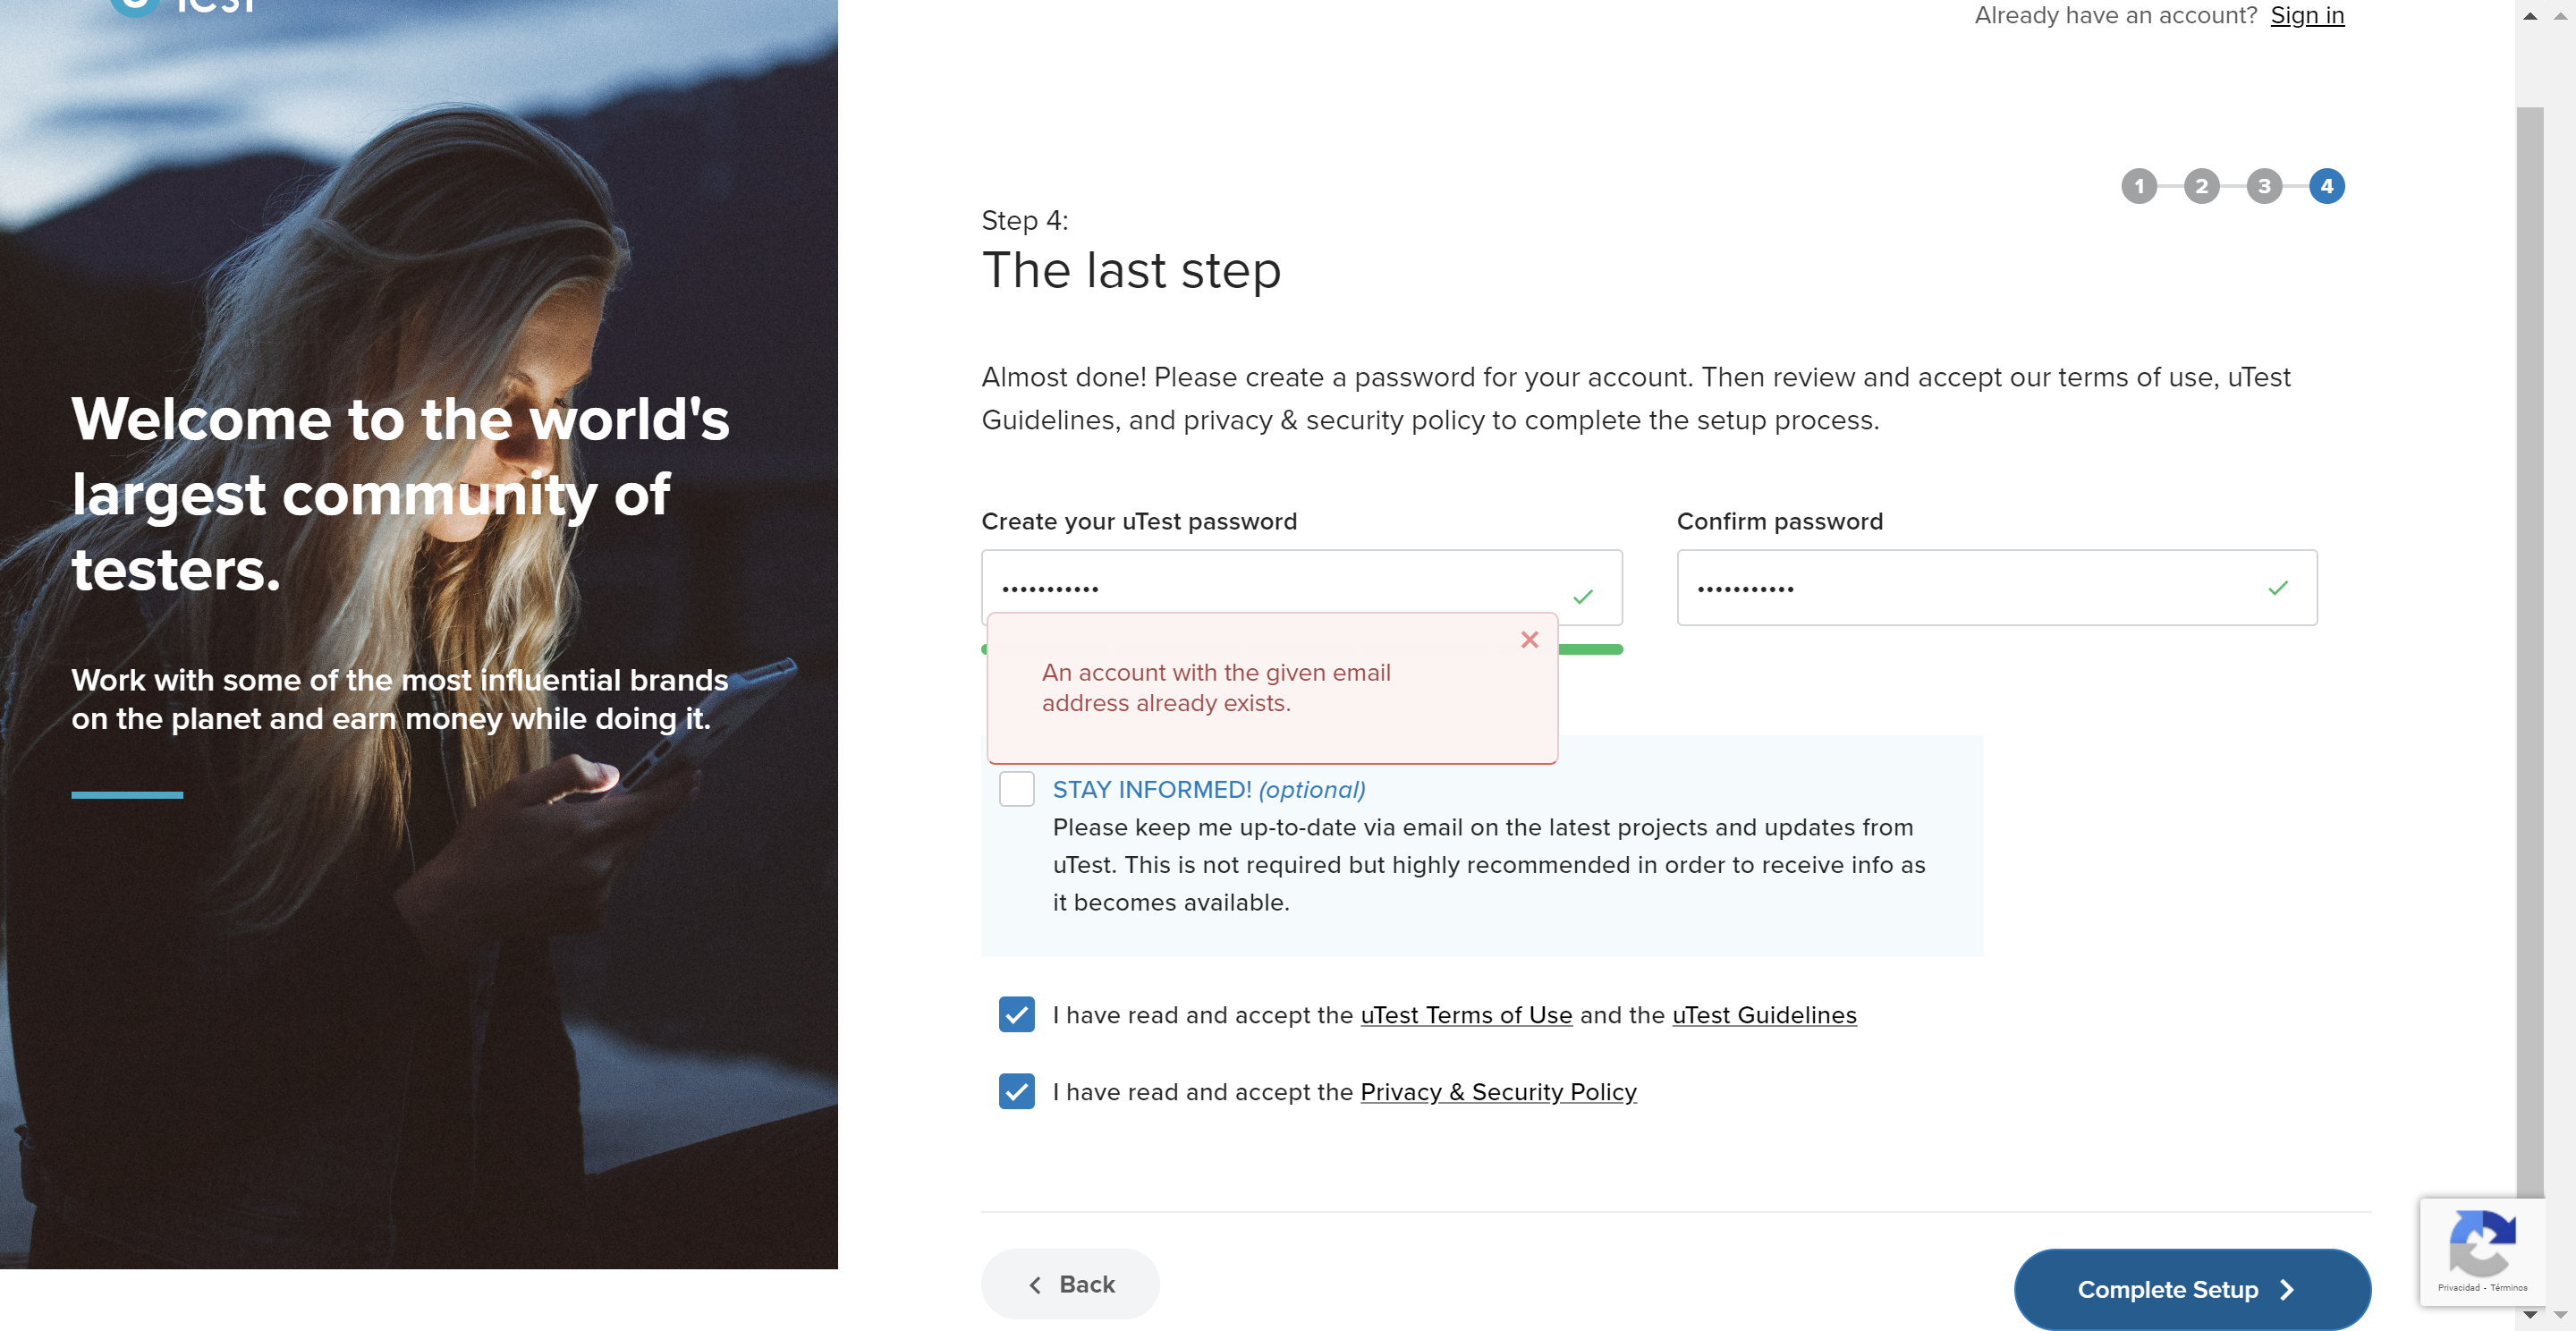 Already have an account? Sign in
1 2 3 4
Step 4:
The last step
Welcome to the world's
largest community of
testers.
Work with some of the most influential brands
on the planet and earn money while doing it.
Almost done! Please create a password for your account. Then review and accept our terms of use, uTest
Guidelines, and privacy & security policy to complete the setup process.
Create your uTest password
Confirm password
An account with the given email
address already exists.
STAY INFORMED! (optional)
Please keep me up-to-date via email on the latest projects and updates from
uTest. This is not required but highly recommended in order to receive info as
it becomes available.
I have read and accept the uTest Terms of Use and the uTest Guidelines
I have read and accept the Privacy & Security Policy
Back
Complete Setup
Privacidad - Términos